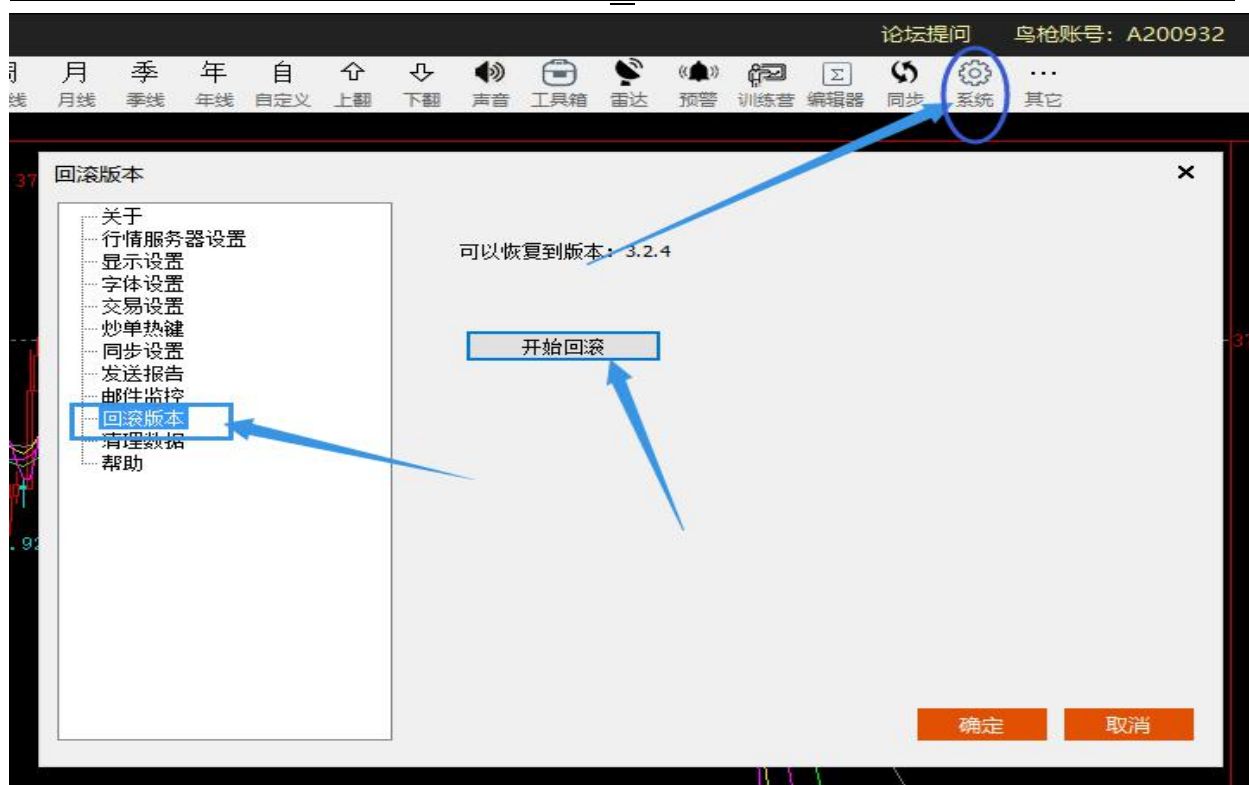 论坛提问 鸟枪账号：A200932
月 季 年 自
月线 季线 年线 自定义 上翻 下翻 声音 工具箱 雷达 预警 训练营 编辑器 同步 系统 其它
37
回滚版本
关于
行情服务器设置
显示设置
字体设置
交易设置
炒单热键
同步设置
发送报告
邮件监控
回滚版本
清理数据
帮助
可以恢复到版本：3.2.4
开始回滚
.92
确定 取消